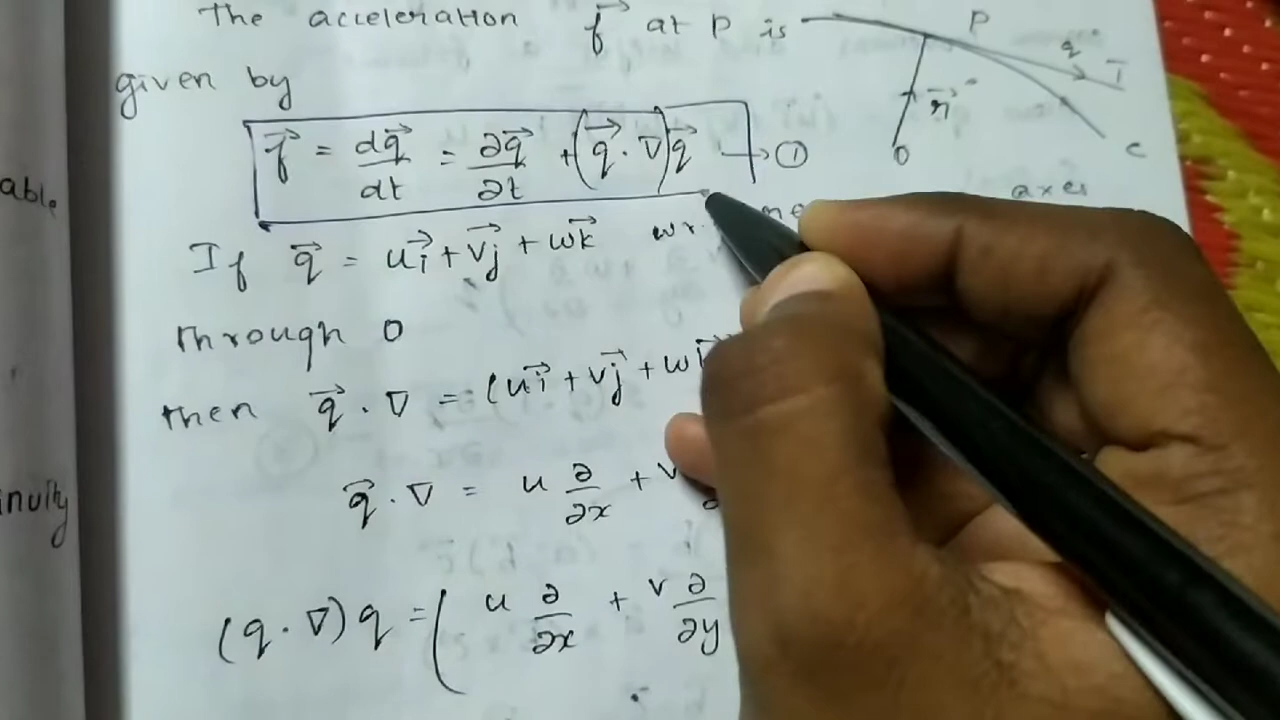 The acceleration f⃗ at P is
given by
f⃗ = dq⃗/dt = ∂q⃗/∂t + (q⃗ · ∇)q⃗ → ①
P
q
T
r⃗
O
C
axes
If q⃗ = ui⃗ + vj⃗ + wk⃗
through O
then q⃗ · ∇ = (ui⃗ + vj⃗ + w
q⃗ · ∇ = u ∂/∂x + v
(q · ∇)q = ( u ∂/∂x + v ∂/∂y
able
inuity